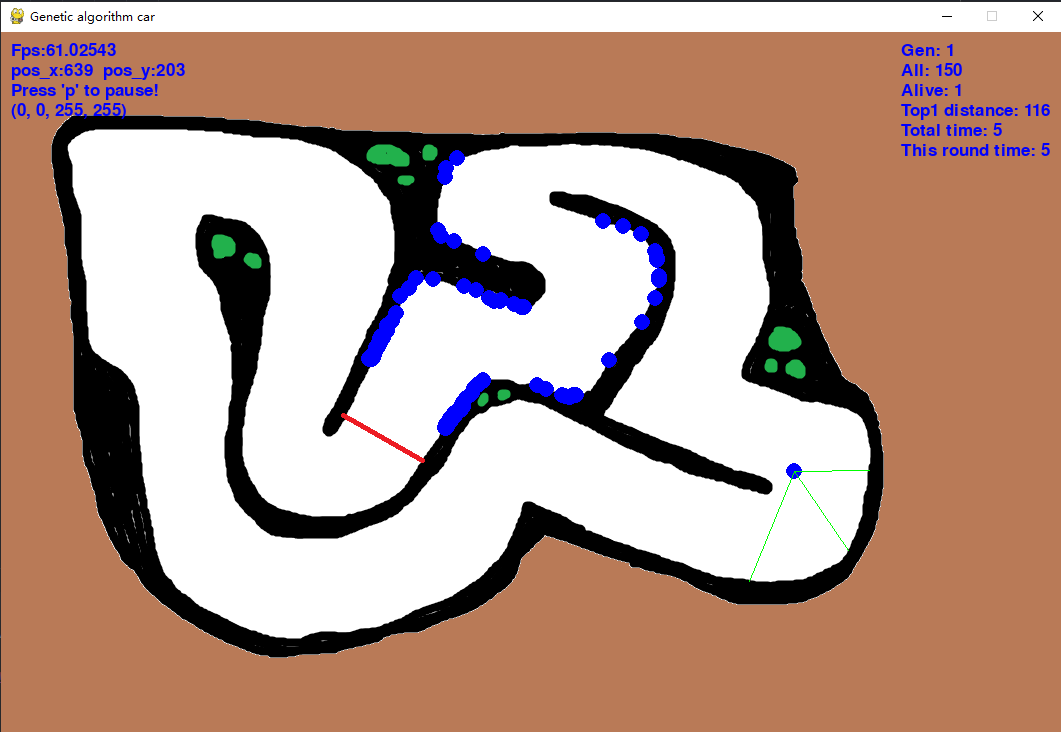 Genetic algorithm car
Fps:61.02543
pos_x:639  pos_y:203
Press 'p' to pause!
(0, 0, 255, 255)
Gen: 1
All: 150
Alive: 1
Top1 distance: 116
Total time: 5
This round time: 5